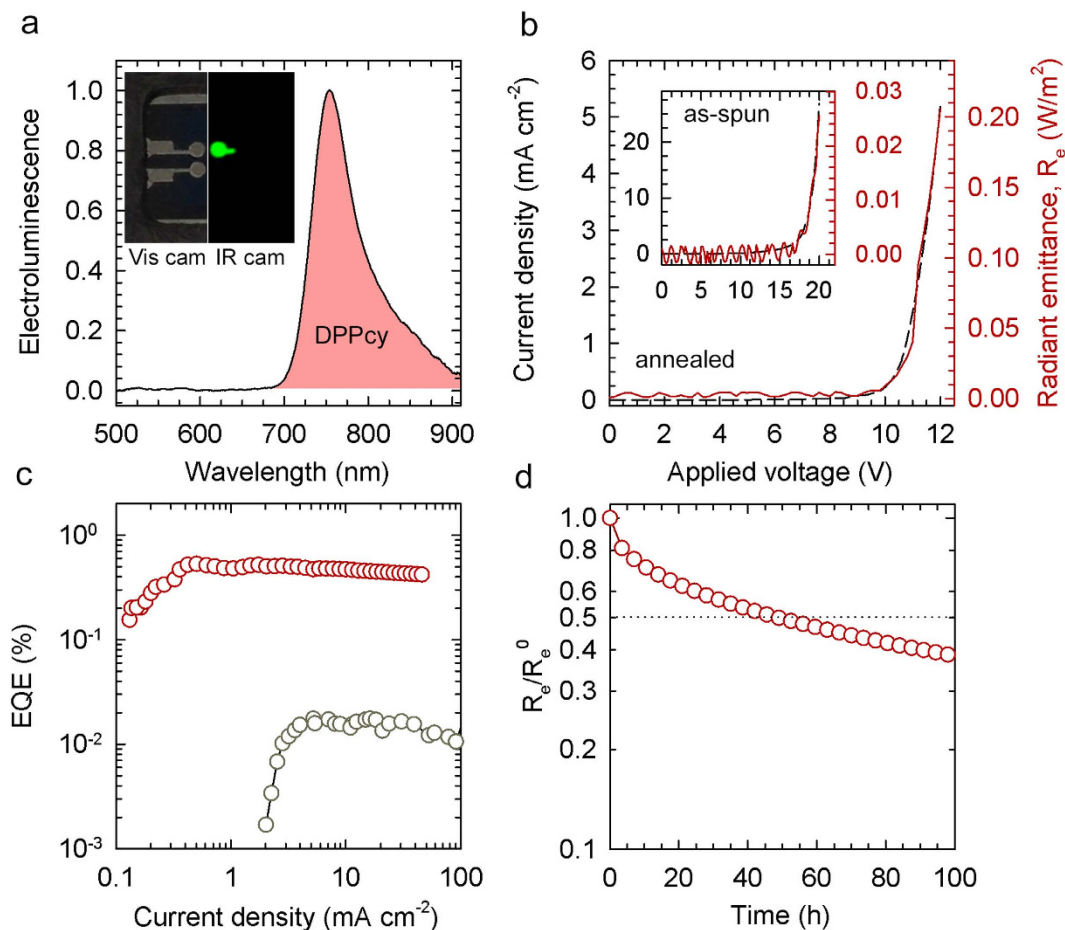 a
Electroluminescence
1.0
0.8
0.6
0.4
0.2
0.0
Vis cam IR cam
DPPcy
500 600 700 800 900
Wavelength (nm)
b
Current density (mA cm⁻²)
6
5
4
3
2
1
0
as-spun
20
10
0
0 5 10 15 20
0.03
0.02
0.01
0.00
annealed
0 2 4 6 8 10 12
Applied voltage (V)
0.20
0.15
0.10
0.05
0.00
Radiant emittance, Rₑ (W/m²)
c
EQE (%)
10⁰
10⁻¹
10⁻²
10⁻³
0.1 1 10 100
Current density (mA cm⁻²)
d
Rₑ/Rₑ⁰
1.0
0.8
0.6
0.5
0.4
0.3
0.2
0.1
0 20 40 60 80 100
Time (h)